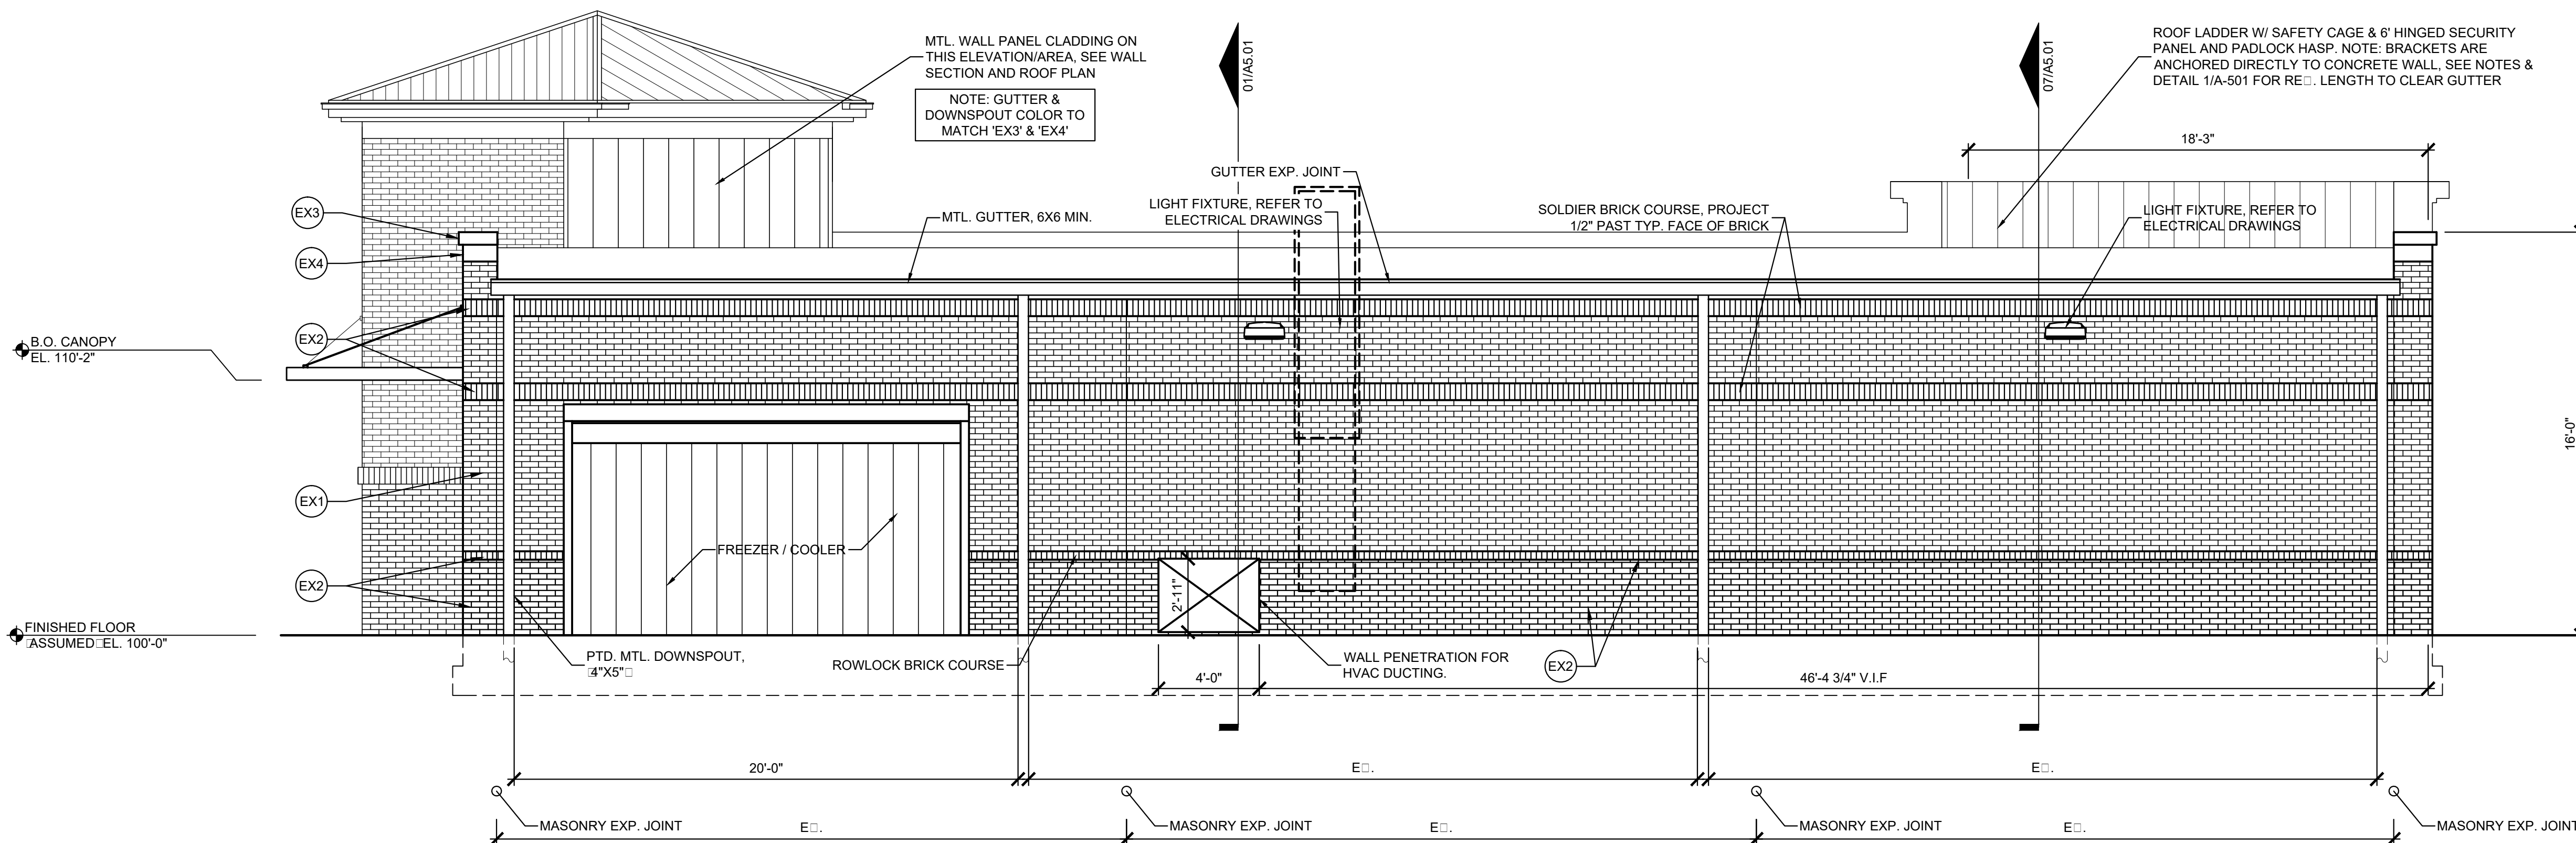 MTL. WALL PANEL CLADDING ON
THIS ELEVATION/AREA, SEE WALL
SECTION AND ROOF PLAN
NOTE: GUTTER &
DOWNSPOUT COLOR TO
MATCH 'EX3' & 'EX4'
01/A5.01
07/A5.01
ROOF LADDER W/ SAFETY CAGE & 6' HINGED SECURITY
PANEL AND PADLOCK HASP. NOTE: BRACKETS ARE
ANCHORED DIRECTLY TO CONCRETE WALL, SEE NOTES &
DETAIL 1/A-501 FOR RE□. LENGTH TO CLEAR GUTTER
18'-3"
GUTTER EXP. JOINT
EX3
MTL. GUTTER, 6X6 MIN.
LIGHT FIXTURE, REFER TO
ELECTRICAL DRAWINGS
SOLDIER BRICK COURSE, PROJECT
1/2" PAST TYP. FACE OF BRICK
LIGHT FIXTURE, REFER TO
ELECTRICAL DRAWINGS
EX4
EX2
B.O. CANOPY
EL. 110'-2"
16'-0"
EX1
FREEZER / COOLER
EX2
2'-11"
FINISHED FLOOR
□ASSUMED□EL. 100'-0"
PTD. MTL. DOWNSPOUT,
□4"X5"□
ROWLOCK BRICK COURSE
WALL PENETRATION FOR
HVAC DUCTING.
EX2
4'-0"
46'-4 3/4" V.I.F
20'-0"
E□.
E□.
MASONRY EXP. JOINT
E□.
MASONRY EXP. JOINT
E□.
MASONRY EXP. JOINT
E□.
MASONRY EXP. JOINT